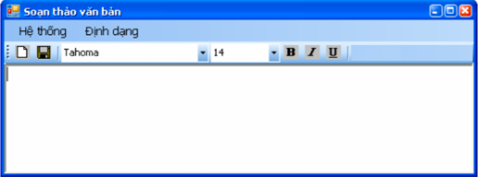 Soạn thảo văn bản
Hệ thống Định dạng
Tahoma 14 B I U